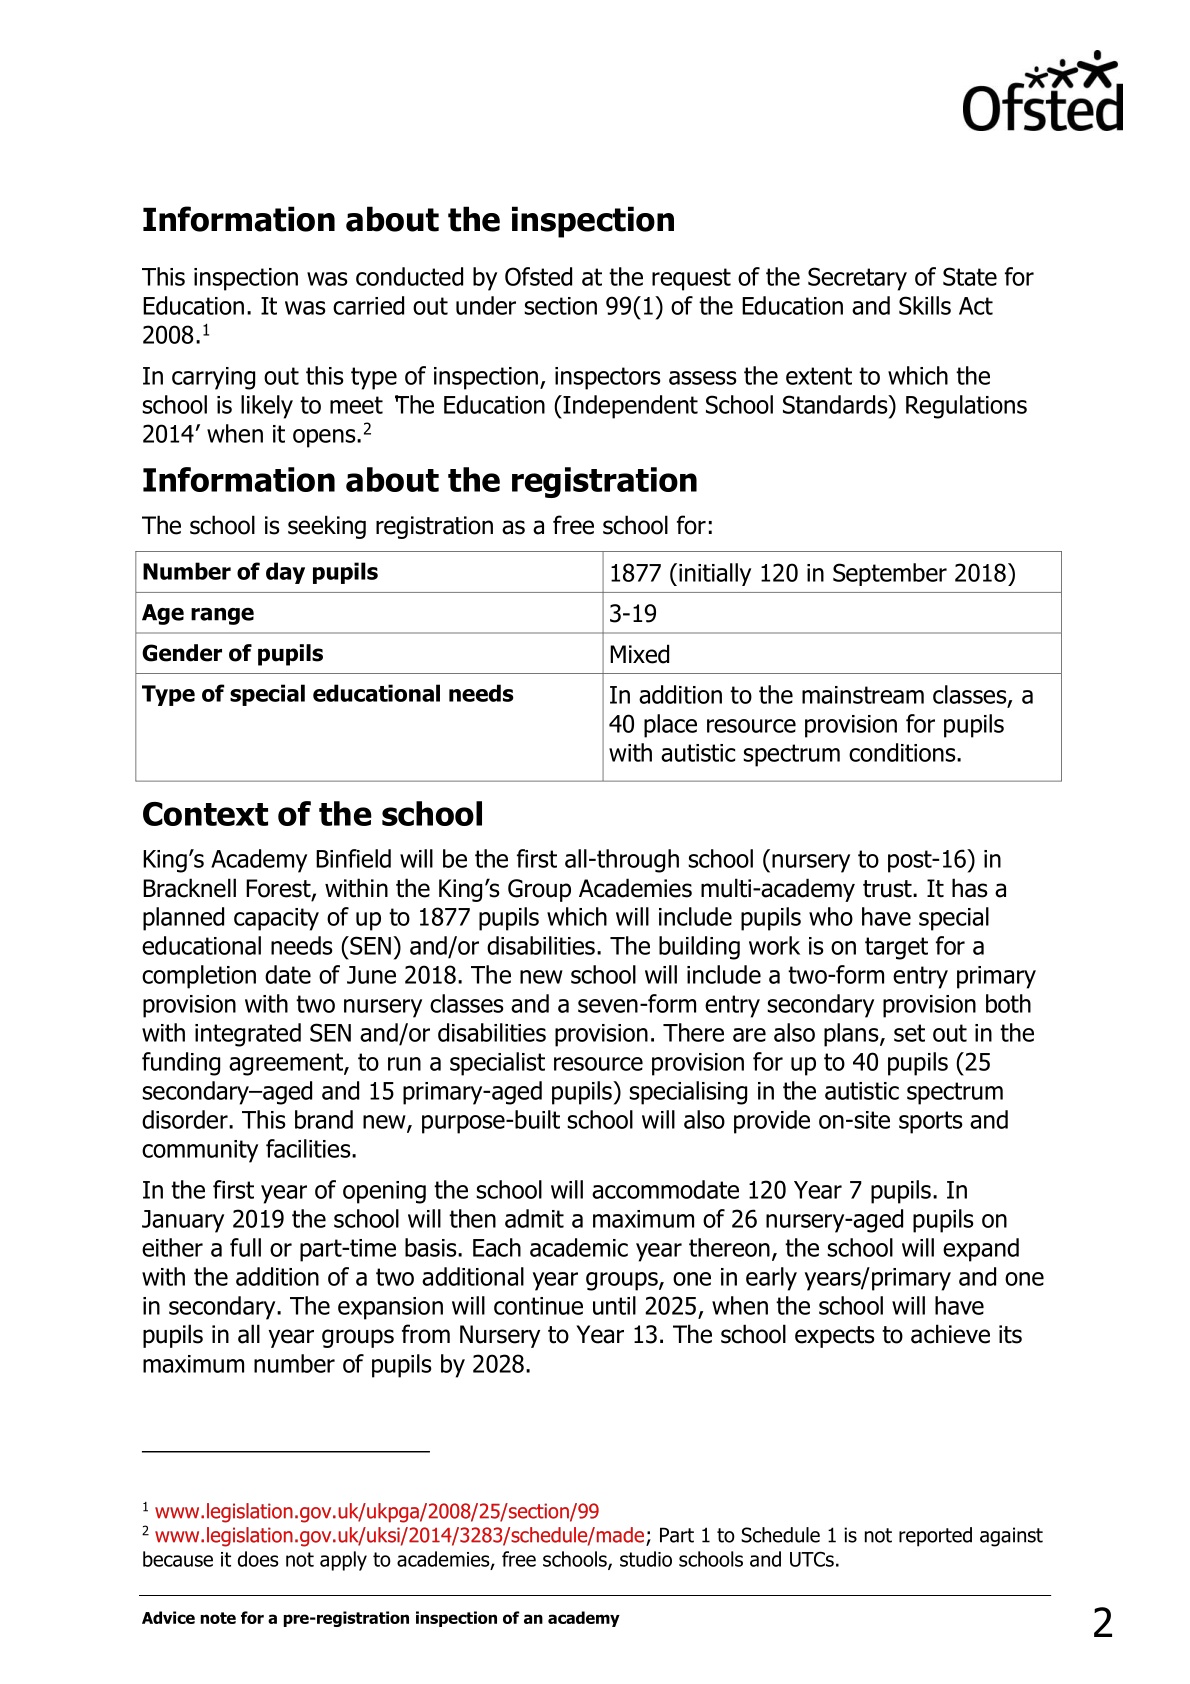 Ofsted
Information about the inspection
This inspection was conducted by Ofsted at the request of the Secretary of State for
Education. It was carried out under section 99(1) of the Education and Skills Act
2008.1
In carrying out this type of inspection, inspectors assess the extent to which the
school is likely to meet ‘The Education (Independent School Standards) Regulations
2014’ when it opens.2
Information about the registration
The school is seeking registration as a free school for:
Number of day pupils 1877 (initially 120 in September 2018)
Age range 3-19
Gender of pupils Mixed
Type of special educational needs In addition to the mainstream classes, a
40 place resource provision for pupils
with autistic spectrum conditions.
Context of the school
King’s Academy Binfield will be the first all-through school (nursery to post-16) in
Bracknell Forest, within the King’s Group Academies multi-academy trust. It has a
planned capacity of up to 1877 pupils which will include pupils who have special
educational needs (SEN) and/or disabilities. The building work is on target for a
completion date of June 2018. The new school will include a two-form entry primary
provision with two nursery classes and a seven-form entry secondary provision both
with integrated SEN and/or disabilities provision. There are also plans, set out in the
funding agreement, to run a specialist resource provision for up to 40 pupils (25
secondary–aged and 15 primary-aged pupils) specialising in the autistic spectrum
disorder. This brand new, purpose-built school will also provide on-site sports and
community facilities.
In the first year of opening the school will accommodate 120 Year 7 pupils. In
January 2019 the school will then admit a maximum of 26 nursery-aged pupils on
either a full or part-time basis. Each academic year thereon, the school will expand
with the addition of a two additional year groups, one in early years/primary and one
in secondary. The expansion will continue until 2025, when the school will have
pupils in all year groups from Nursery to Year 13. The school expects to achieve its
maximum number of pupils by 2028.
1 www.legislation.gov.uk/ukpga/2008/25/section/99
2 www.legislation.gov.uk/uksi/2014/3283/schedule/made; Part 1 to Schedule 1 is not reported against
because it does not apply to academies, free schools, studio schools and UTCs.
Advice note for a pre-registration inspection of an academy
2